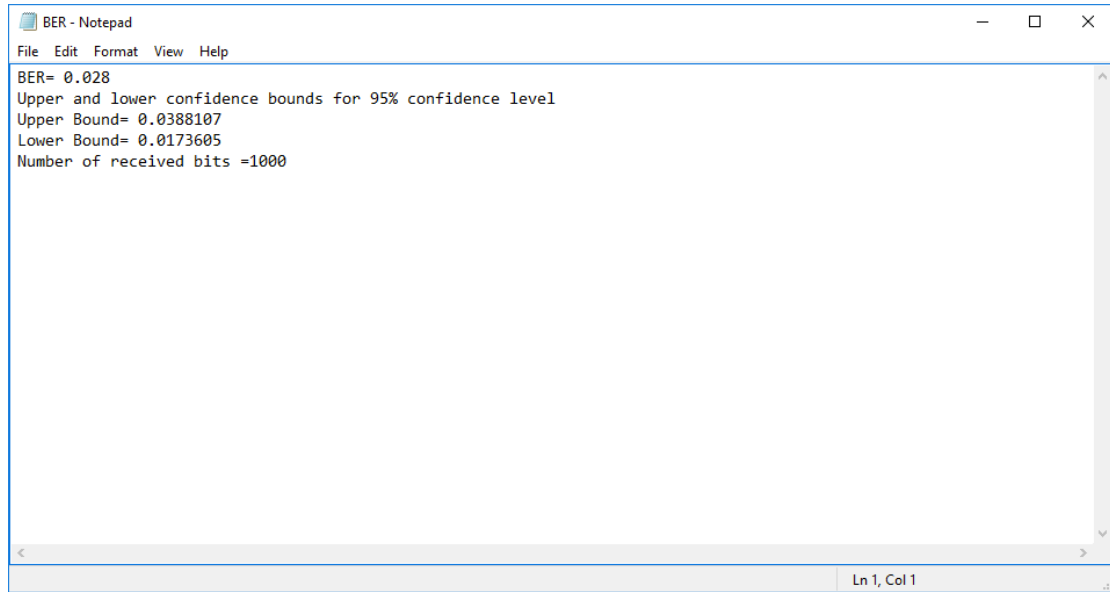 BER - Notepad
File Edit Format View Help
BER= 0.028
Upper and lower confidence bounds for 95% confidence level
Upper Bound= 0.0388107
Lower Bound= 0.0173605
Number of received bits =1000
Ln 1, Col 1